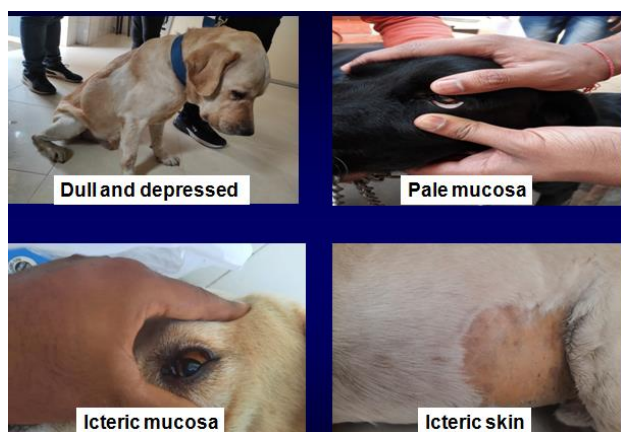 Dull and depressed
Pale mucosa
Icteric mucosa
Icteric skin